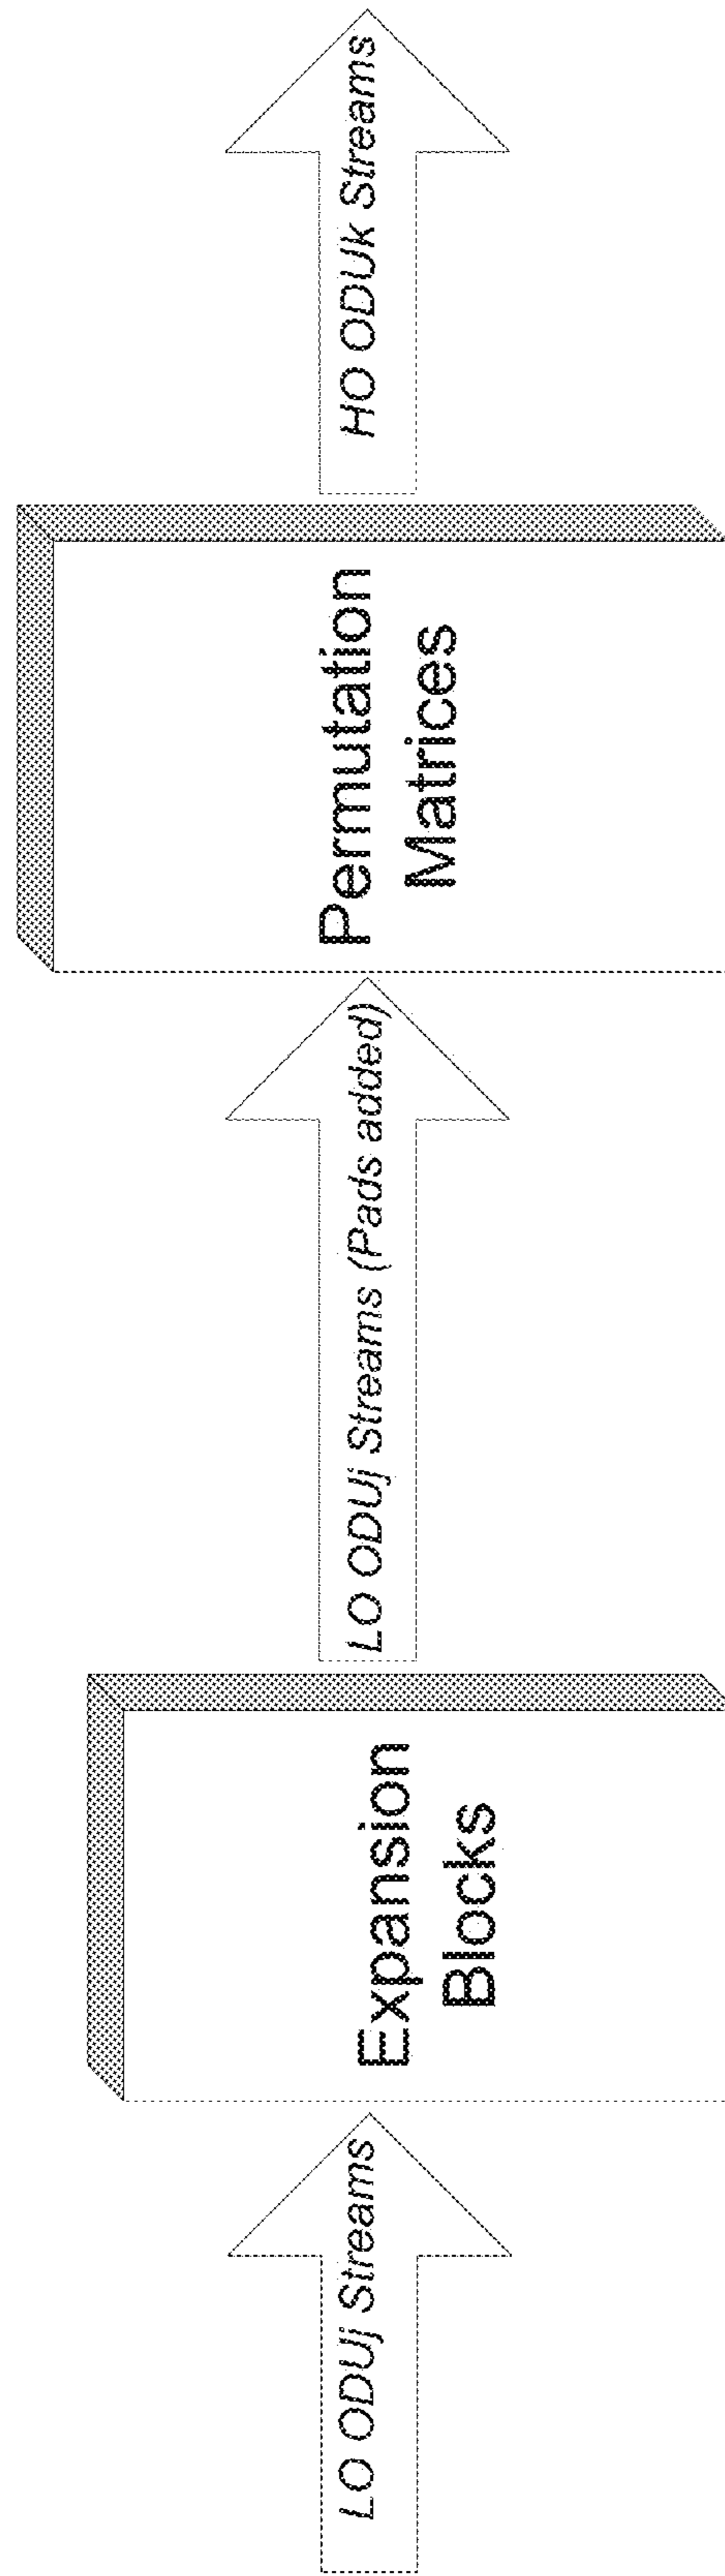 LO ODUj Streams
Expansion
Blocks
LO ODUj Streams (Pads added)
Permutation
Matrices
HO ODUk Streams